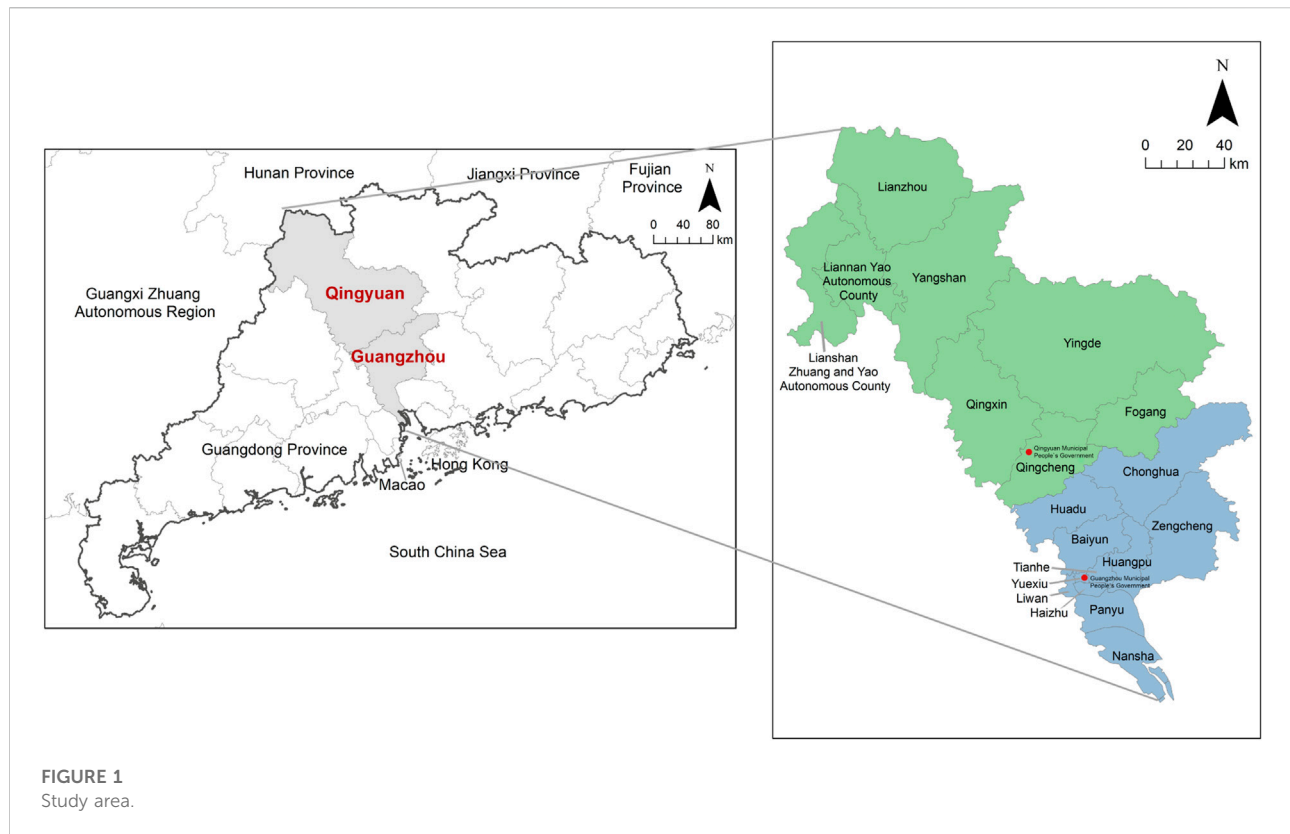 Hunan Province
Jiangxi Province
Fujian
Province
N
0 40 80
km
Guangxi Zhuang
Autonomous Region
Qingyuan
Guangzhou
Guangdong Province
Hong Kong
Macao
South China Sea
N
0 20 40
km
Lianzhou
Liannan Yao
Autonomous
County
Yangshan
Lianshan
Zhuang and Yao
Autonomous County
Yingde
Qingxin
Fogang
Qingyuan Municipal
People's Government
Qingcheng
Chonghua
Huadu
Zengcheng
Baiyun
Huangpu
Tianhe
Guangzhou Municipal
People's Government
Yuexiu
Liwan
Haizhu
Panyu
Nansha
FIGURE 1
Study area.